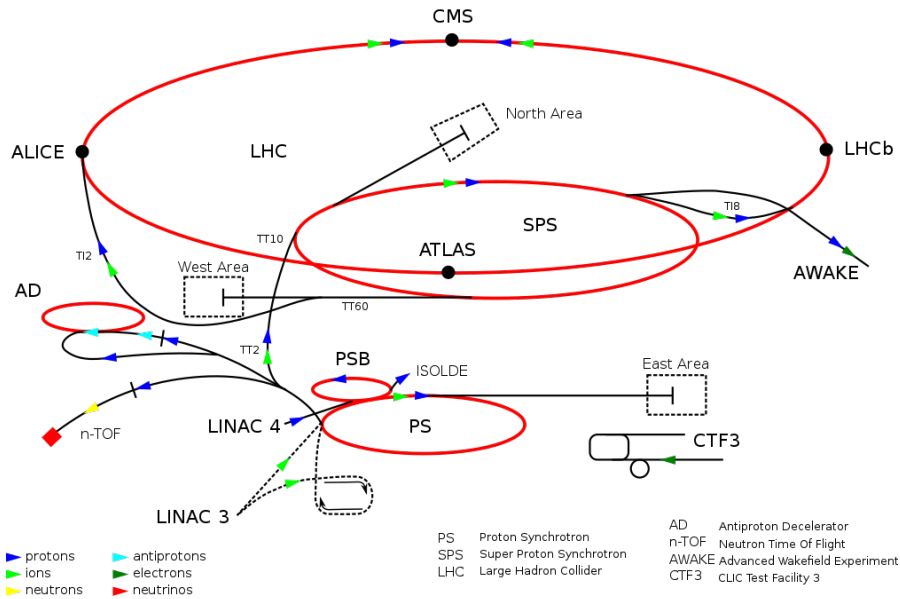 CMS
North Area
ALICE
LHC
LHCb
SPS
TI8
TT10
ATLAS
TI2
West Area
AWAKE
AD
TT60
TT2
PSB
ISOLDE
East Area
LINAC 4
PS
n-TOF
CTF3
LINAC 3
protons
ions
neutrons
antiprotons
electrons
neutrinos
PS Proton Synchrotron
SPS Super Proton Synchrotron
LHC Large Hadron Collider
AD Antiproton Decelerator
n-TOF Neutron Time Of Flight
AWAKE Advanced Wakefield Experiment
CTF3 CLIC Test Facility 3